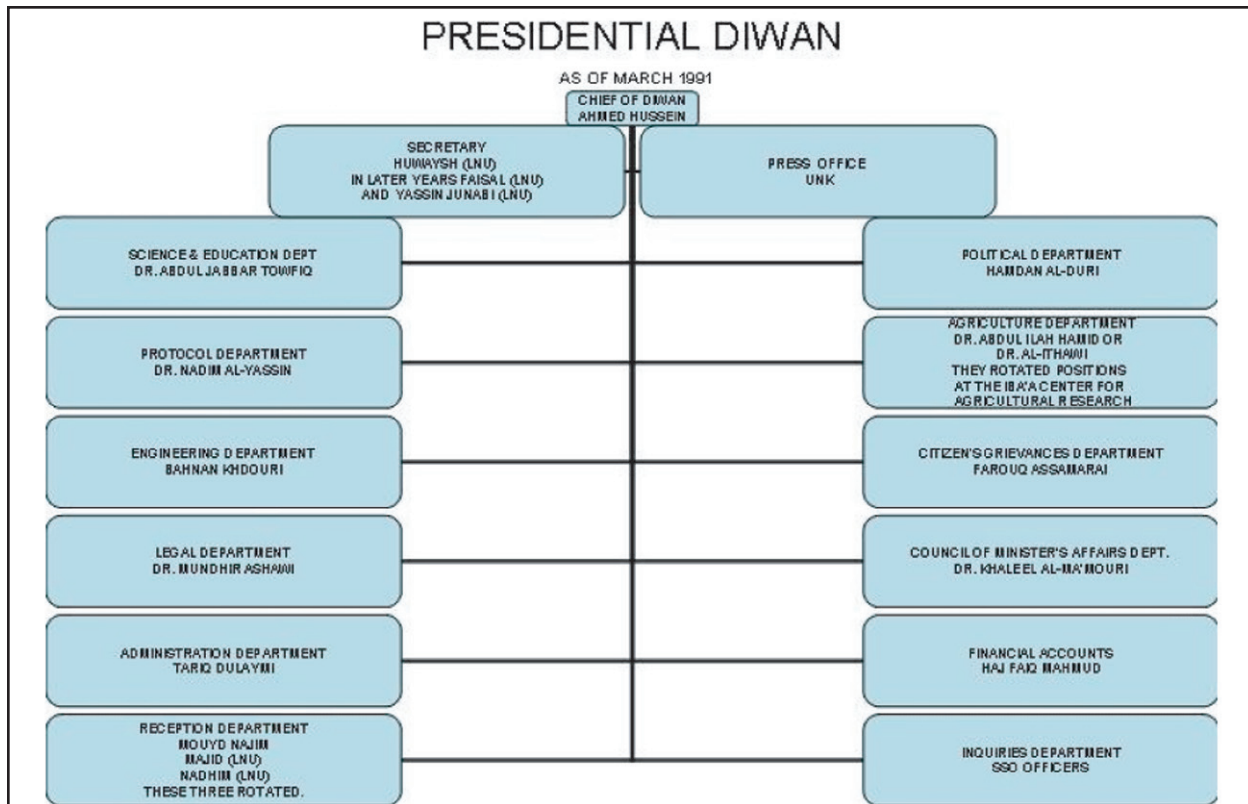 PRESIDENTIAL DIWAN
AS OF MARCH 1991
CHIEF OF DIWAN
AHMED HUSSEIN
SECRETARY
HUWAYSH (LNU)
IN LATER YEARS FAISAL (LNU)
AND YASSIN JUNABI (LNU)
PRESS OFFICE
UNK
SCIENCE & EDUCATION DEPT
DR. ABDUL JABBAR TOWFIQ
POLITICAL DEPARTMENT
HAMDAN AL-DURI
PROTOCOL DEPARTMENT
DR. NADIM AL-YASSIN
AGRICULTURE DEPARTMENT
DR. ABDUL ILAH HAMID OR
DR. AL-ITHAWI
THEY ROTATED POSITIONS
AT THE IBA'A CENTER FOR
AGRICULTURAL RESEARCH
ENGINEERING DEPARTMENT
BAHNAN KHDOURI
CITIZEN'S GRIEVANCES DEPARTMENT
FAROUQ ASSAMARAI
LEGAL DEPARTMENT
DR. MUNDHIR ASHAWI
COUNCIL OF MINISTER'S AFFAIRS DEPT.
DR. KHALEEL AL-MA'MOURI
ADMINISTRATION DEPARTMENT
TARIQ DULAYMI
FINANCIAL ACCOUNTS
HAJ FAIQ MAHMUD
RECEPTION DEPARTMENT
MOUYD NAJIM
MAJID (LNU)
NADHIM (LNU)
THESE THREE ROTATED.
INQUIRIES DEPARTMENT
SSO OFFICERS